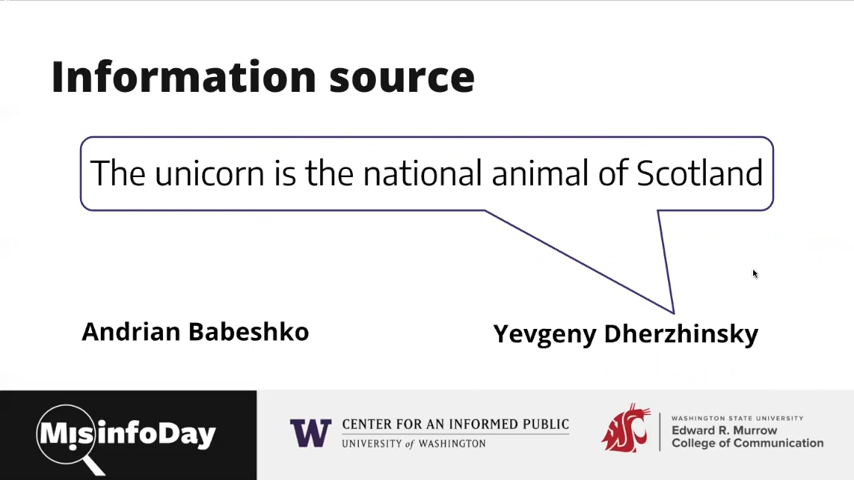 Information source
The unicorn is the national animal of Scotland
Andrian Babeshko
Yevgeny Dherzhinsky
MisinfoDay
W CENTER FOR AN INFORMED PUBLIC
UNIVERSITY of WASHINGTON
WASHINGTON STATE UNIVERSITY
Edward R. Murrow
College of Communication